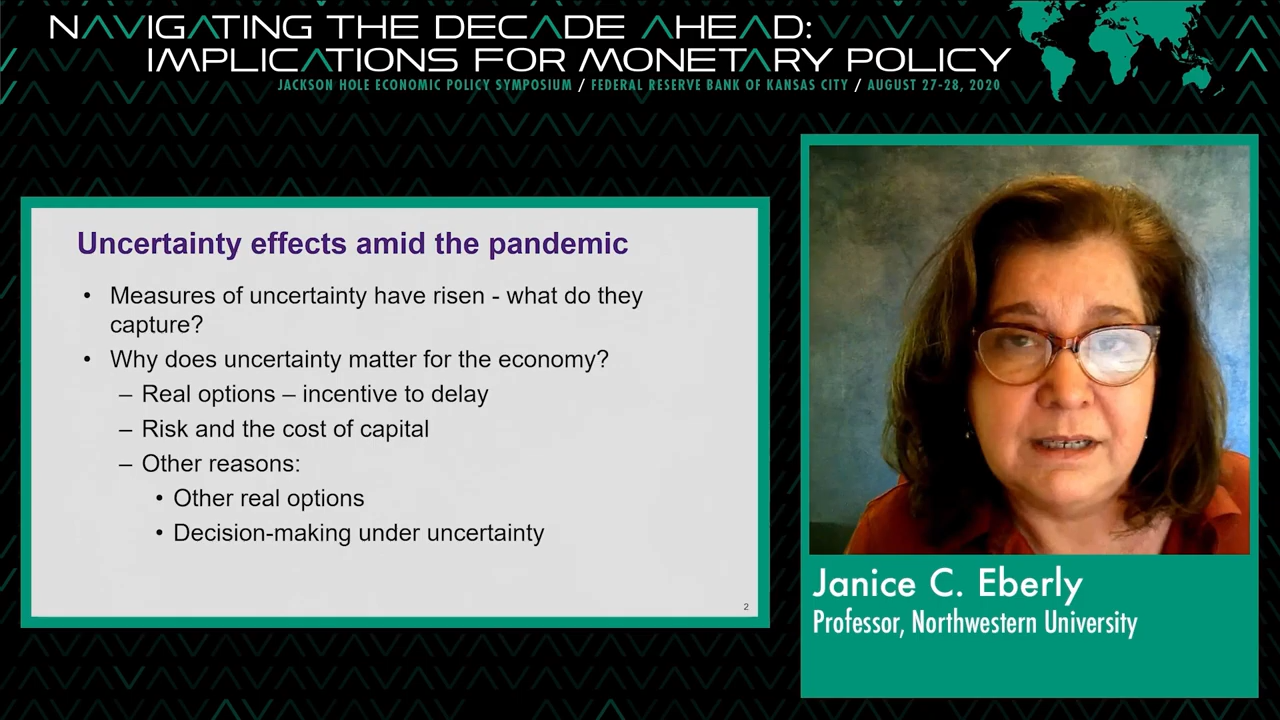 NAVIGATING THE DECADE AHEAD:
IMPLICATIONS FOR MONETARY POLICY
JACKSON HOLE ECONOMIC POLICY SYMPOSIUM / FEDERAL RESERVE BANK OF KANSAS CITY / AUGUST 27-28, 2020
Uncertainty effects amid the pandemic
• Measures of uncertainty have risen - what do they
capture?
• Why does uncertainty matter for the economy?
– Real options – incentive to delay
– Risk and the cost of capital
– Other reasons:
• Other real options
• Decision-making under uncertainty
2
Janice C. Eberly
Professor, Northwestern University